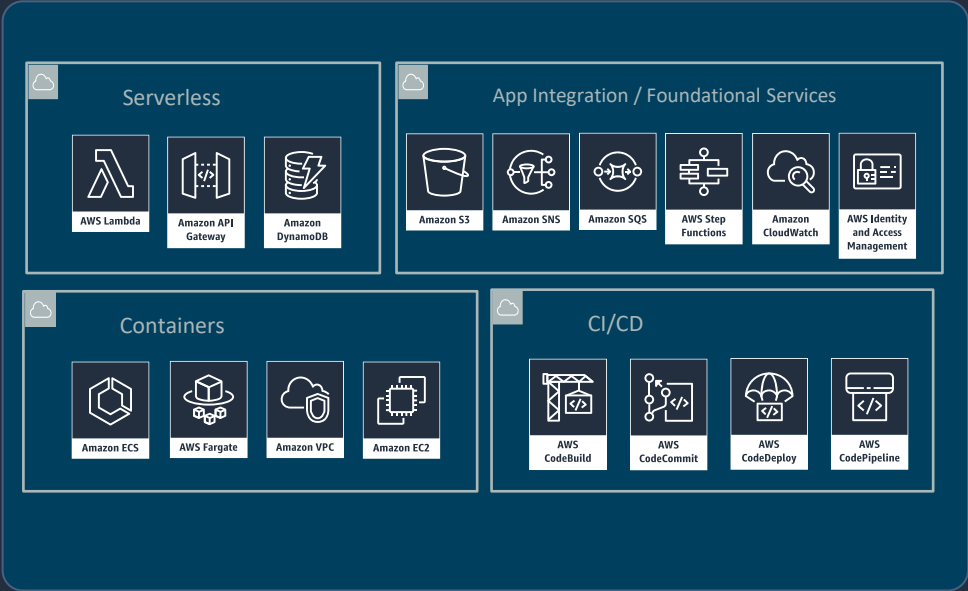 Serverless
AWS Lambda
Amazon API
Gateway
</>
Amazon
DynamoDB
App Integration / Foundational Services
Amazon S3
Amazon SNS
Amazon SQS
AWS Step
Functions
Amazon
CloudWatch
AWS Identity
and Access
Management
Containers
Amazon ECS
AWS Fargate
Amazon VPC
Amazon EC2
CI/CD
</>
AWS
CodeBuild
</>
AWS
CodeCommit
</>
AWS
CodeDeploy
</>
AWS
CodePipeline